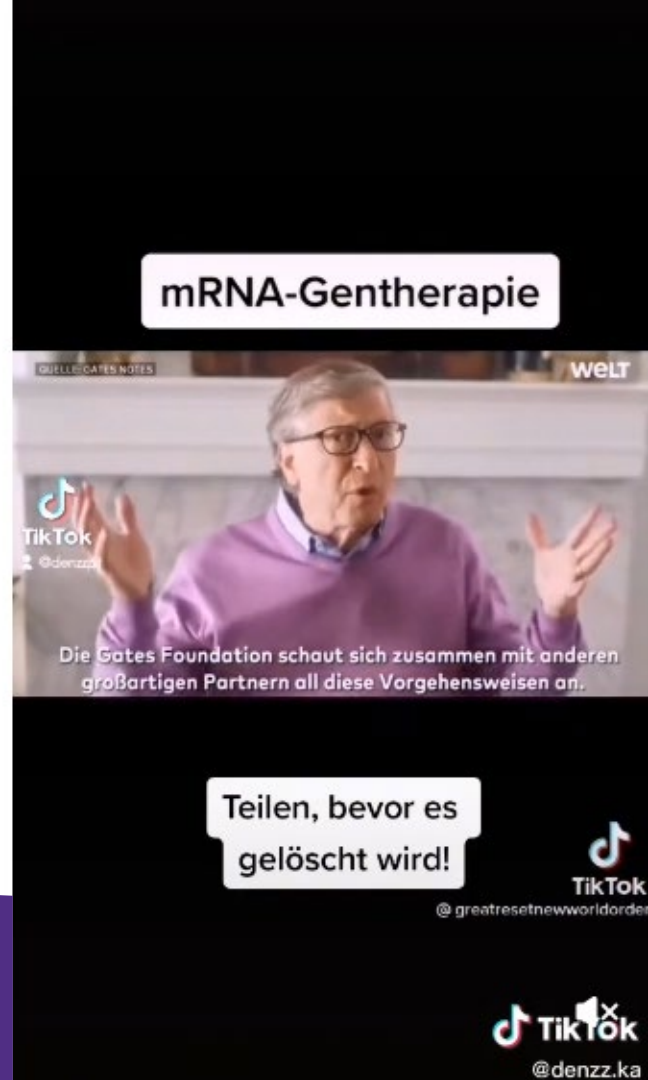 mRNA-Gentherapie
QUELLE: GATES NOTES
WELT
TikTok
@denzz
Die Gates Foundation schaut sich zusammen mit anderen
großartigen Partnern all diese Vorgehensweisen an.
Teilen, bevor es
gelöscht wird!
TikTok
@greatresetnewworldorder
TikTok
@denzz.ka